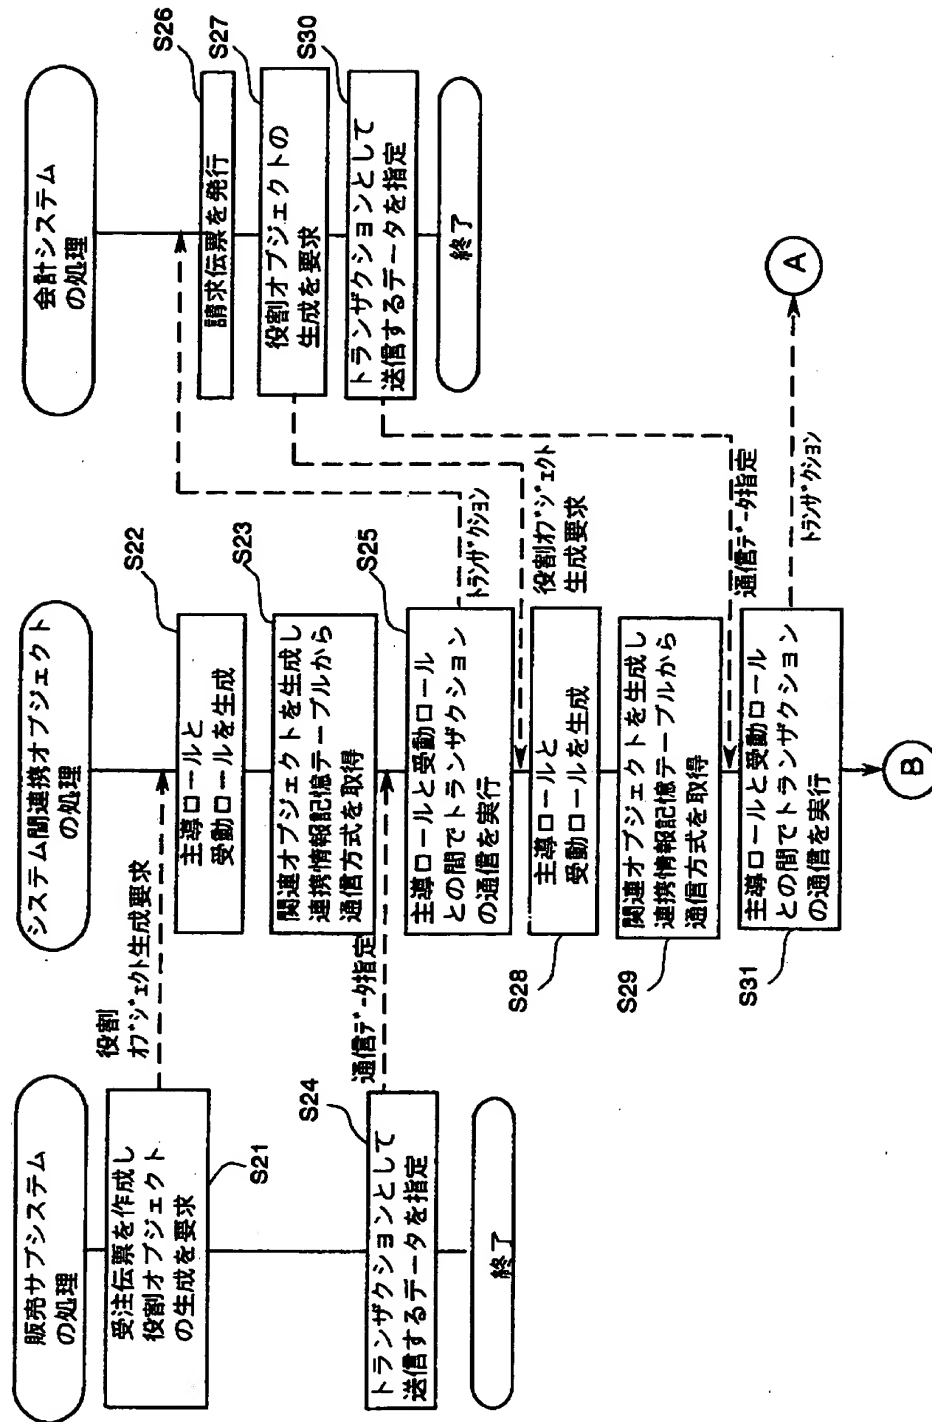 販売サブシステム
の処理
受注伝票を作成し
役割オブジェクト
の生成を要求
S21
トランザクションとして
送信するデータを指定
S24
終了
役割
オブジェクト生成要求
通信データ指定
システム間連携オブジェクト
の処理
主導ロールと
受動ロールを生成
S22
関連オブジェクトを生成し
連携情報記憶テーブルから
通信方式を取得
S23
主導ロールと受動ロール
との間でトランザクション
の通信を実行
S25
トランザクション
役割オブジェクト
生成要求
主導ロールと
受動ロールを生成
S28
関連オブジェクトを生成し
連携情報記憶テーブルから
通信方式を取得
S29
通信データ指定
主導ロールと受動ロール
との間でトランザクション
の通信を実行
S31
トランザクション
B
A
会計システム
の処理
請求伝票を発行
S26
役割オブジェクトの
生成を要求
S27
トランザクションとして
送信するデータを指定
S30
終了